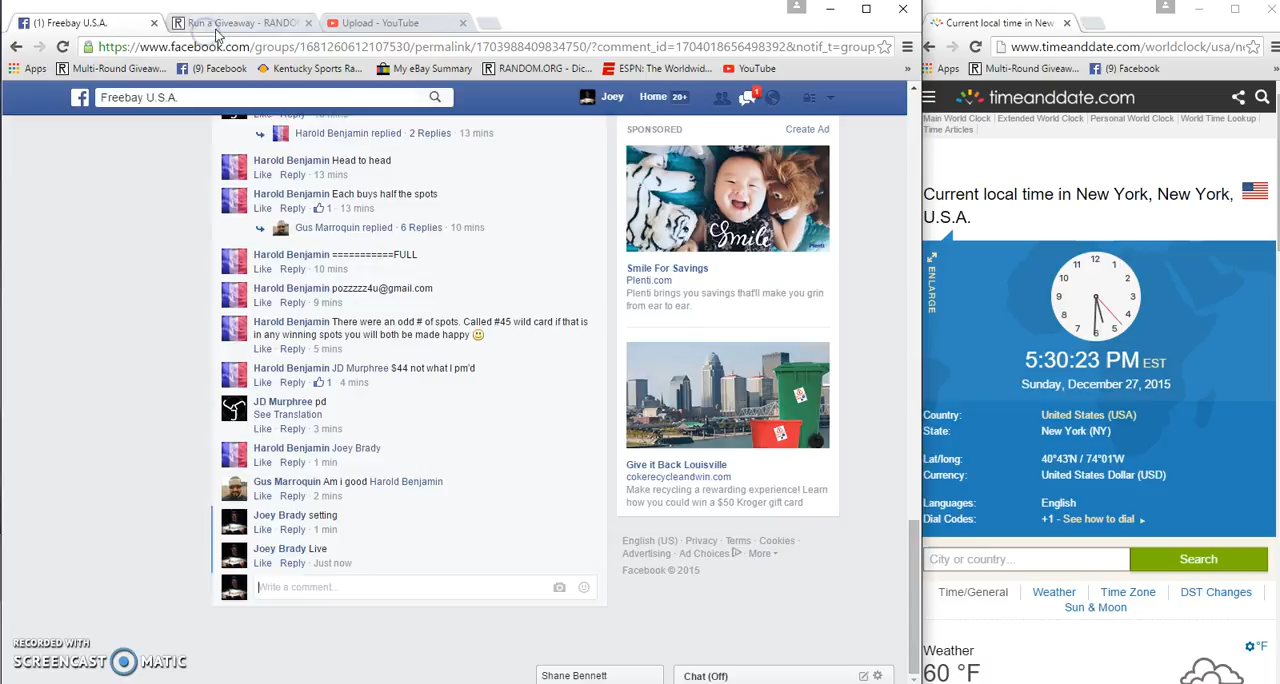 (1) Freebay U.S.A.
Run a Giveaway - RANDO
Upload - YouTube
Current local time in New
https://www.facebook.com/groups/1681260612107530/permalink/1703988409834750/?comment_id=1704018656498392&notif_t=group
www.timeanddate.com/worldclock/usa/ne
Apps Multi-Round Giveaw... (9) Facebook Kentucky Sports Ra... My eBay Summary RANDOM.ORG - Dic... ESPN: The Worldwid... YouTube »
Apps Multi-Round Giveaw... (9) Facebook »
Freebay U.S.A.
Joey Home 20+ 1
timeanddate.com
Main World Clock | Extended World Clock | Personal World Clock | World Time Lookup |
Time Articles |
Harold Benjamin replied · 2 Replies · 13 mins
Harold Benjamin Head to head
Like · Reply · 13 mins
Harold Benjamin Each buys half the spots
Like · Reply · 1 · 13 mins
Gus Marroquin replied · 6 Replies · 10 mins
Harold Benjamin ===========FULL
Like · Reply · 10 mins
Harold Benjamin pozzzzz4u@gmail.com
Like · Reply · 9 mins
Harold Benjamin There were an odd # of spots. Called #45 wild card if that is
in any winning spots you will both be made happy
Like · Reply · 5 mins
Harold Benjamin JD Murphree $44 not what I pm'd
Like · Reply · 1 · 4 mins
JD Murphree pd
See Translation
Like · Reply · 3 mins
Harold Benjamin Joey Brady
Like · Reply · 1 min
Gus Marroquin Am i good Harold Benjamin
Like · Reply · 2 mins
Joey Brady setting
Like · Reply · 1 min
Joey Brady Live
Like · Reply · Just now
Write a comment...
SPONSORED Create Ad
Smile
Plenti
Smile For Savings
Plenti.com
Plenti brings you savings that'll make you grin
from ear to ear.
Give it Back Louisville
cokerecycleandwin.com
Make recycling a rewarding experience! Learn
how you could win a $50 Kroger gift card
English (US) · Privacy · Terms · Cookies ·
Advertising · Ad Choices · More
Facebook © 2015
RECORDED WITH
SCREENCAST MATIC
Shane Bennett
Chat (Off)
Current local time in New York, New York,
U.S.A.
ENLARGE
12 1 2 3 4 5 6 7 8 9 10 11
5:30:23 PM EST
Sunday, December 27, 2015
Country: United States (USA)
State: New York (NY)
Lat/long: 40°43'N / 74°01'W
Currency: United States Dollar (USD)
Languages: English
Dial Codes: +1 - See how to dial
City or country... Search
Time/General | Weather | Time Zone | DST Changes |
Sun & Moon
Weather °F
60 °F